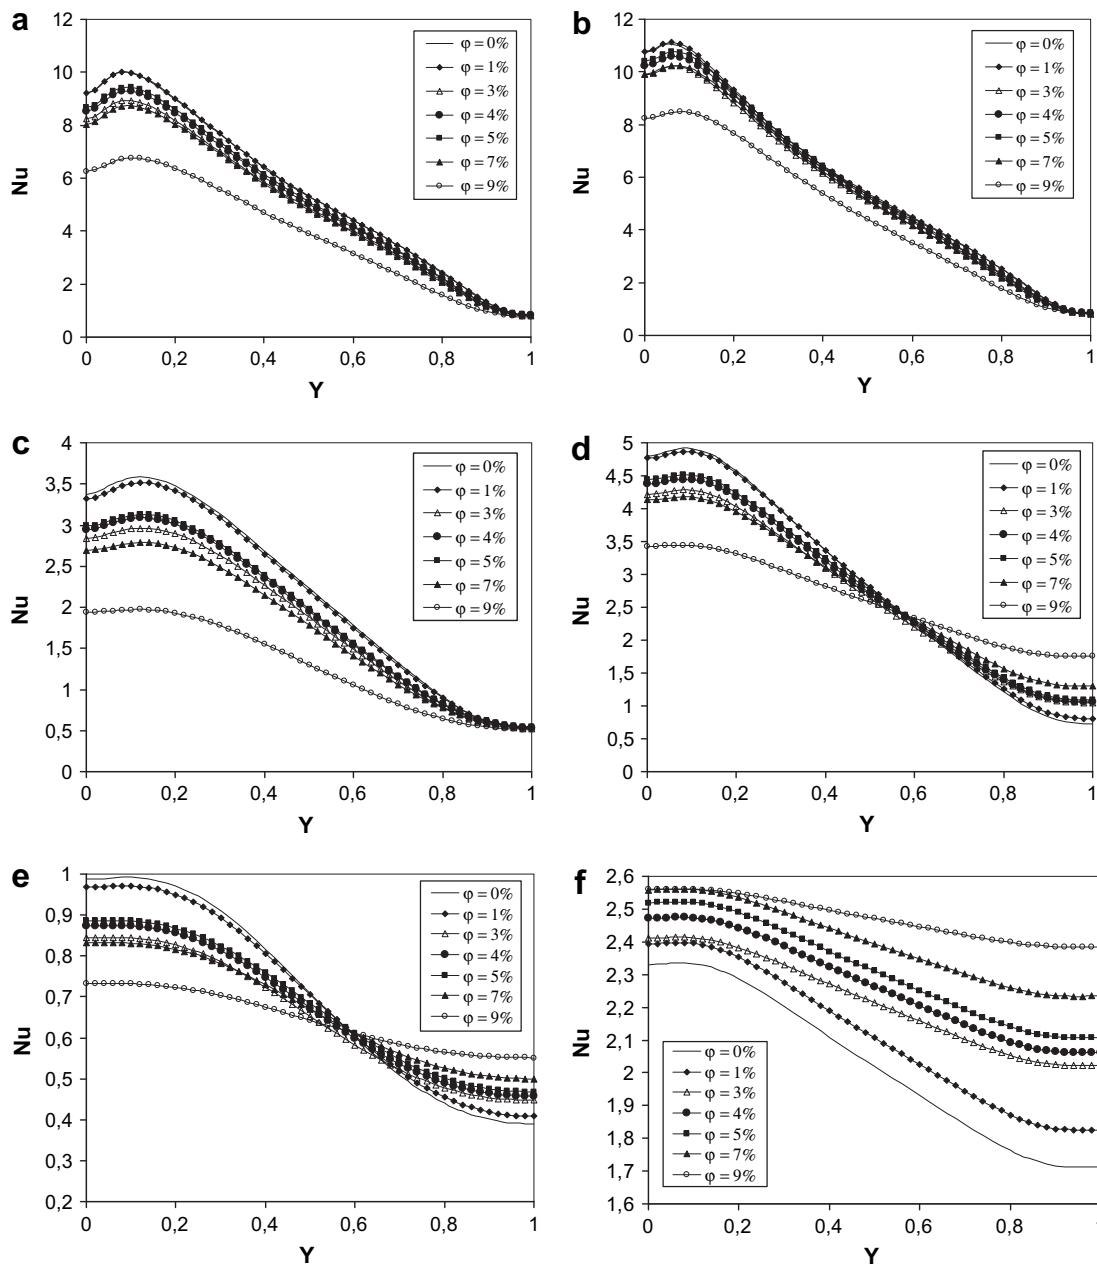 a
12
10
8
6
4
2
0
Nu
φ = 0%
φ = 1%
φ = 3%
φ = 4%
φ = 5%
φ = 7%
φ = 9%
0 0,2 0,4 0,6 0,8 1
Y
b
12
10
8
6
4
2
0
Nu
φ = 0%
φ = 1%
φ = 3%
φ = 4%
φ = 5%
φ = 7%
φ = 9%
0 0,2 0,4 0,6 0,8 1
Y
c
4
3,5
3
2,5
2
1,5
1
0,5
0
Nu
φ = 0%
φ = 1%
φ = 3%
φ = 4%
φ = 5%
φ = 7%
φ = 9%
0 0,2 0,4 0,6 0,8 1
Y
d
5
4,5
4
3,5
3
2,5
2
1,5
1
0,5
0
Nu
φ = 0%
φ = 1%
φ = 3%
φ = 4%
φ = 5%
φ = 7%
φ = 9%
0 0,2 0,4 0,6 0,8 1
Y
e
1
0,9
0,8
0,7
0,6
0,5
0,4
0,3
0,2
Nu
φ = 0%
φ = 1%
φ = 3%
φ = 4%
φ = 5%
φ = 7%
φ = 9%
0 0,2 0,4 0,6 0,8 1
Y
f
2,6
2,5
2,4
2,3
2,2
2,1
2
1,9
1,8
1,7
1,6
Nu
φ = 0%
φ = 1%
φ = 3%
φ = 4%
φ = 5%
φ = 7%
φ = 9%
0 0,2 0,4 0,6 0,8 1
Y